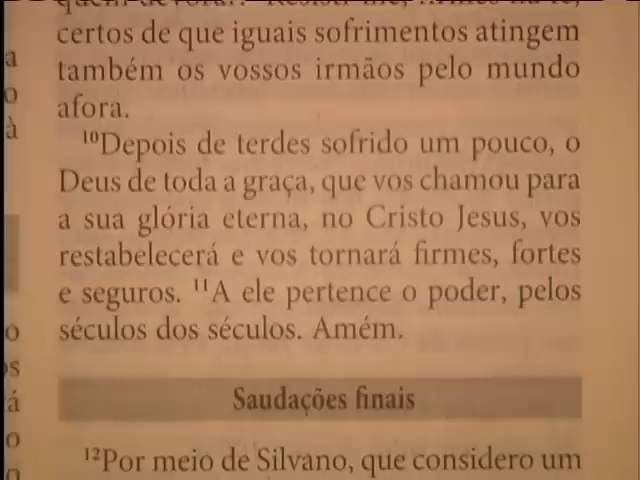 certos de que iguais sofrimentos atingem
também os vossos irmãos pelo mundo
afora.
¹⁰Depois de terdes sofrido um pouco, o
Deus de toda a graça, que vos chamou para
a sua glória eterna, no Cristo Jesus, vos
restabelecerá e vos tornará firmes, fortes
e seguros. ¹¹A ele pertence o poder, pelos
séculos dos séculos. Amém.
Saudações finais
¹²Por meio de Silvano, que considero um